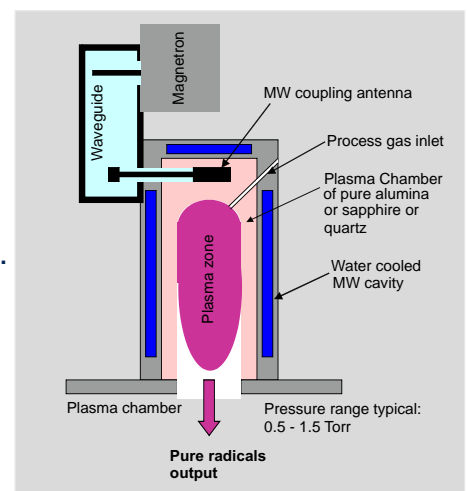 Magnetron
Waveguide
MW coupling antenna
Process gas inlet
Plasma Chamber
of pure alumina
or sapphire or
quartz
Plasma zone
Water cooled
MW cavity
Plasma chamber
Pressure range typical:
0.5 - 1.5 Torr
Pure radicals
output